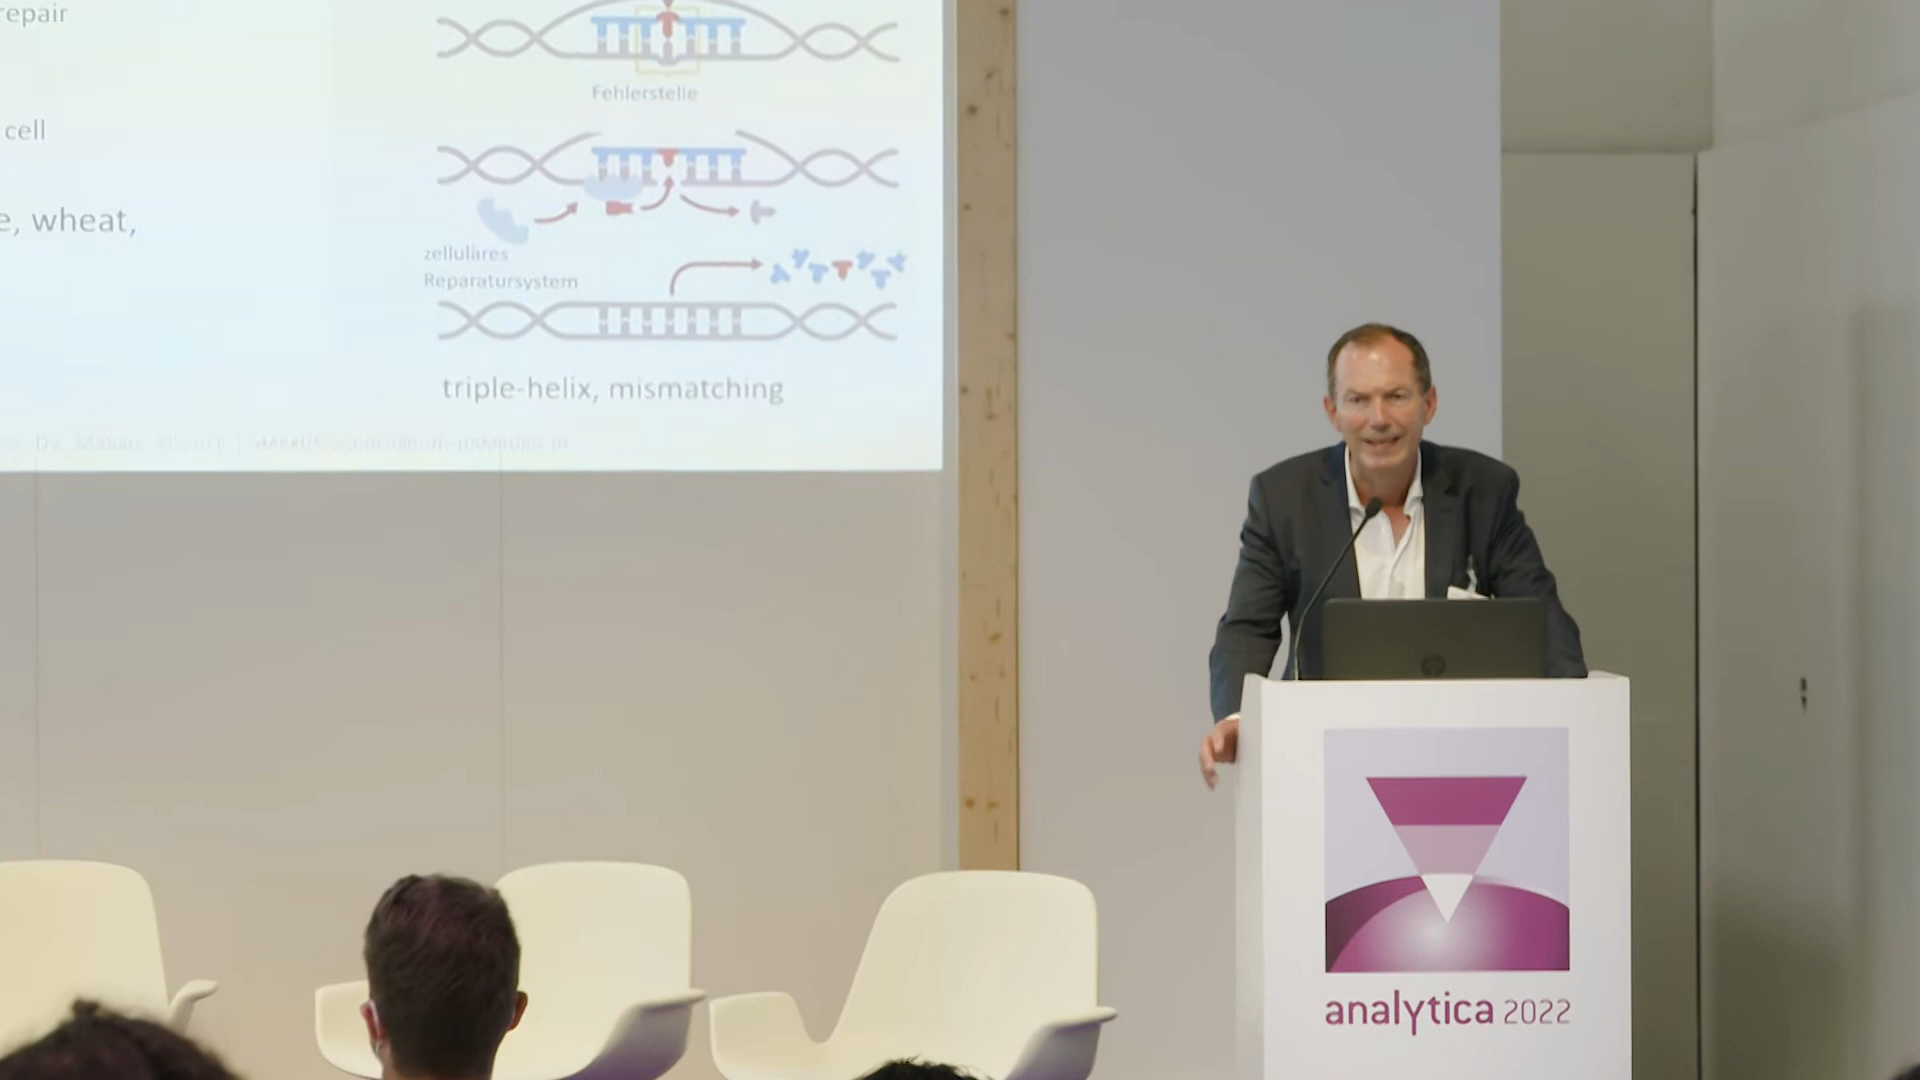 repair
Fehlerstelle
cell
e, wheat,
zelluläres
Reparatursystem
triple-helix, mismatching
analytica 2022